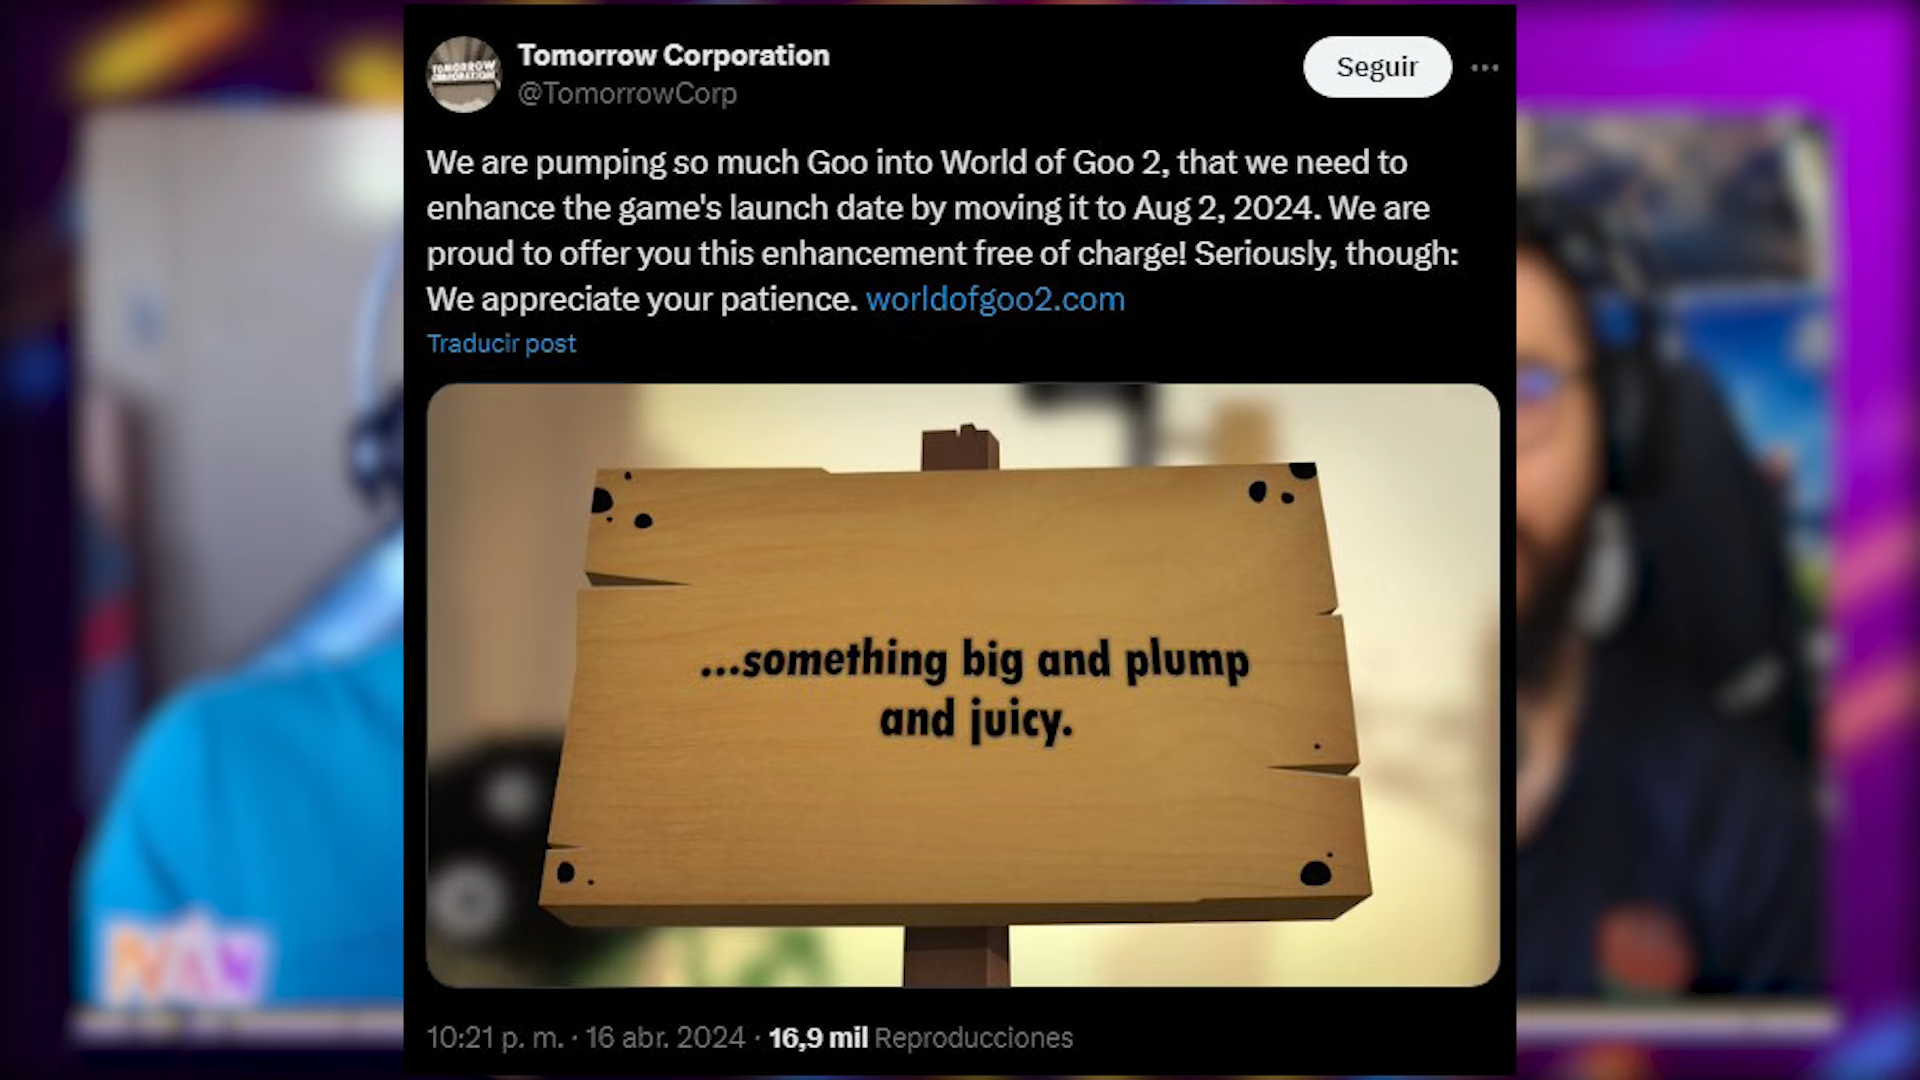 Tomorrow Corporation
@TomorrowCorp
Seguir
We are pumping so much Goo into World of Goo 2, that we need to
enhance the game's launch date by moving it to Aug 2, 2024. We are
proud to offer you this enhancement free of charge! Seriously, though:
We appreciate your patience. worldofgoo2.com
Traducir post
...something big and plump
and juicy.
10:21 p. m. · 16 abr. 2024 · 16,9 mil Reproducciones